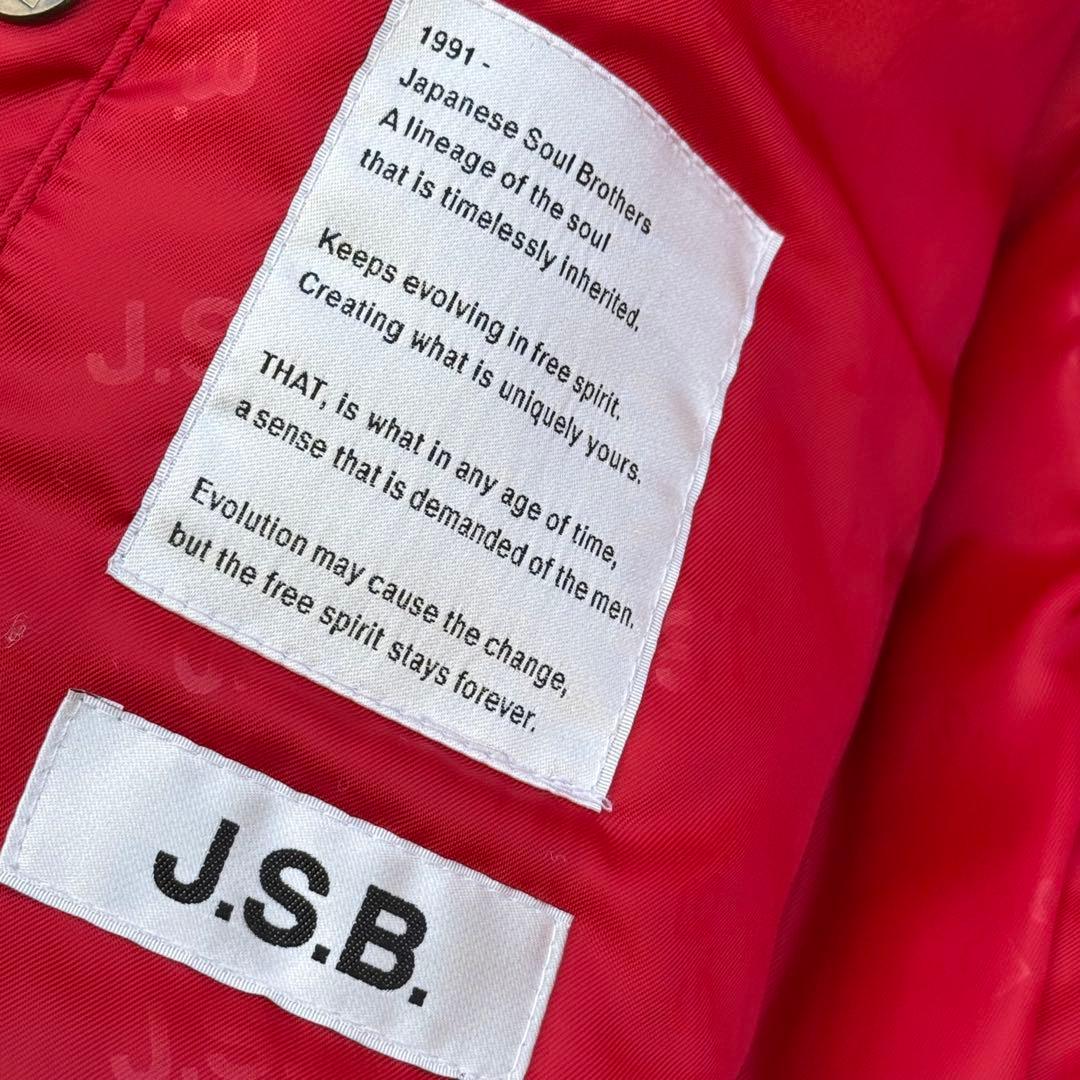 1991 -
Japanese Soul Brothers
A lineage of the soul
that is timelessly inherited.
Keeps evolving in free spirit.
Creating what is uniquely yours.
THAT, is what in any age of time,
a sense that is demanded of the men.
Evolution may cause the change,
but the free spirit stays forever.
J.S.B.
J.S
J.S